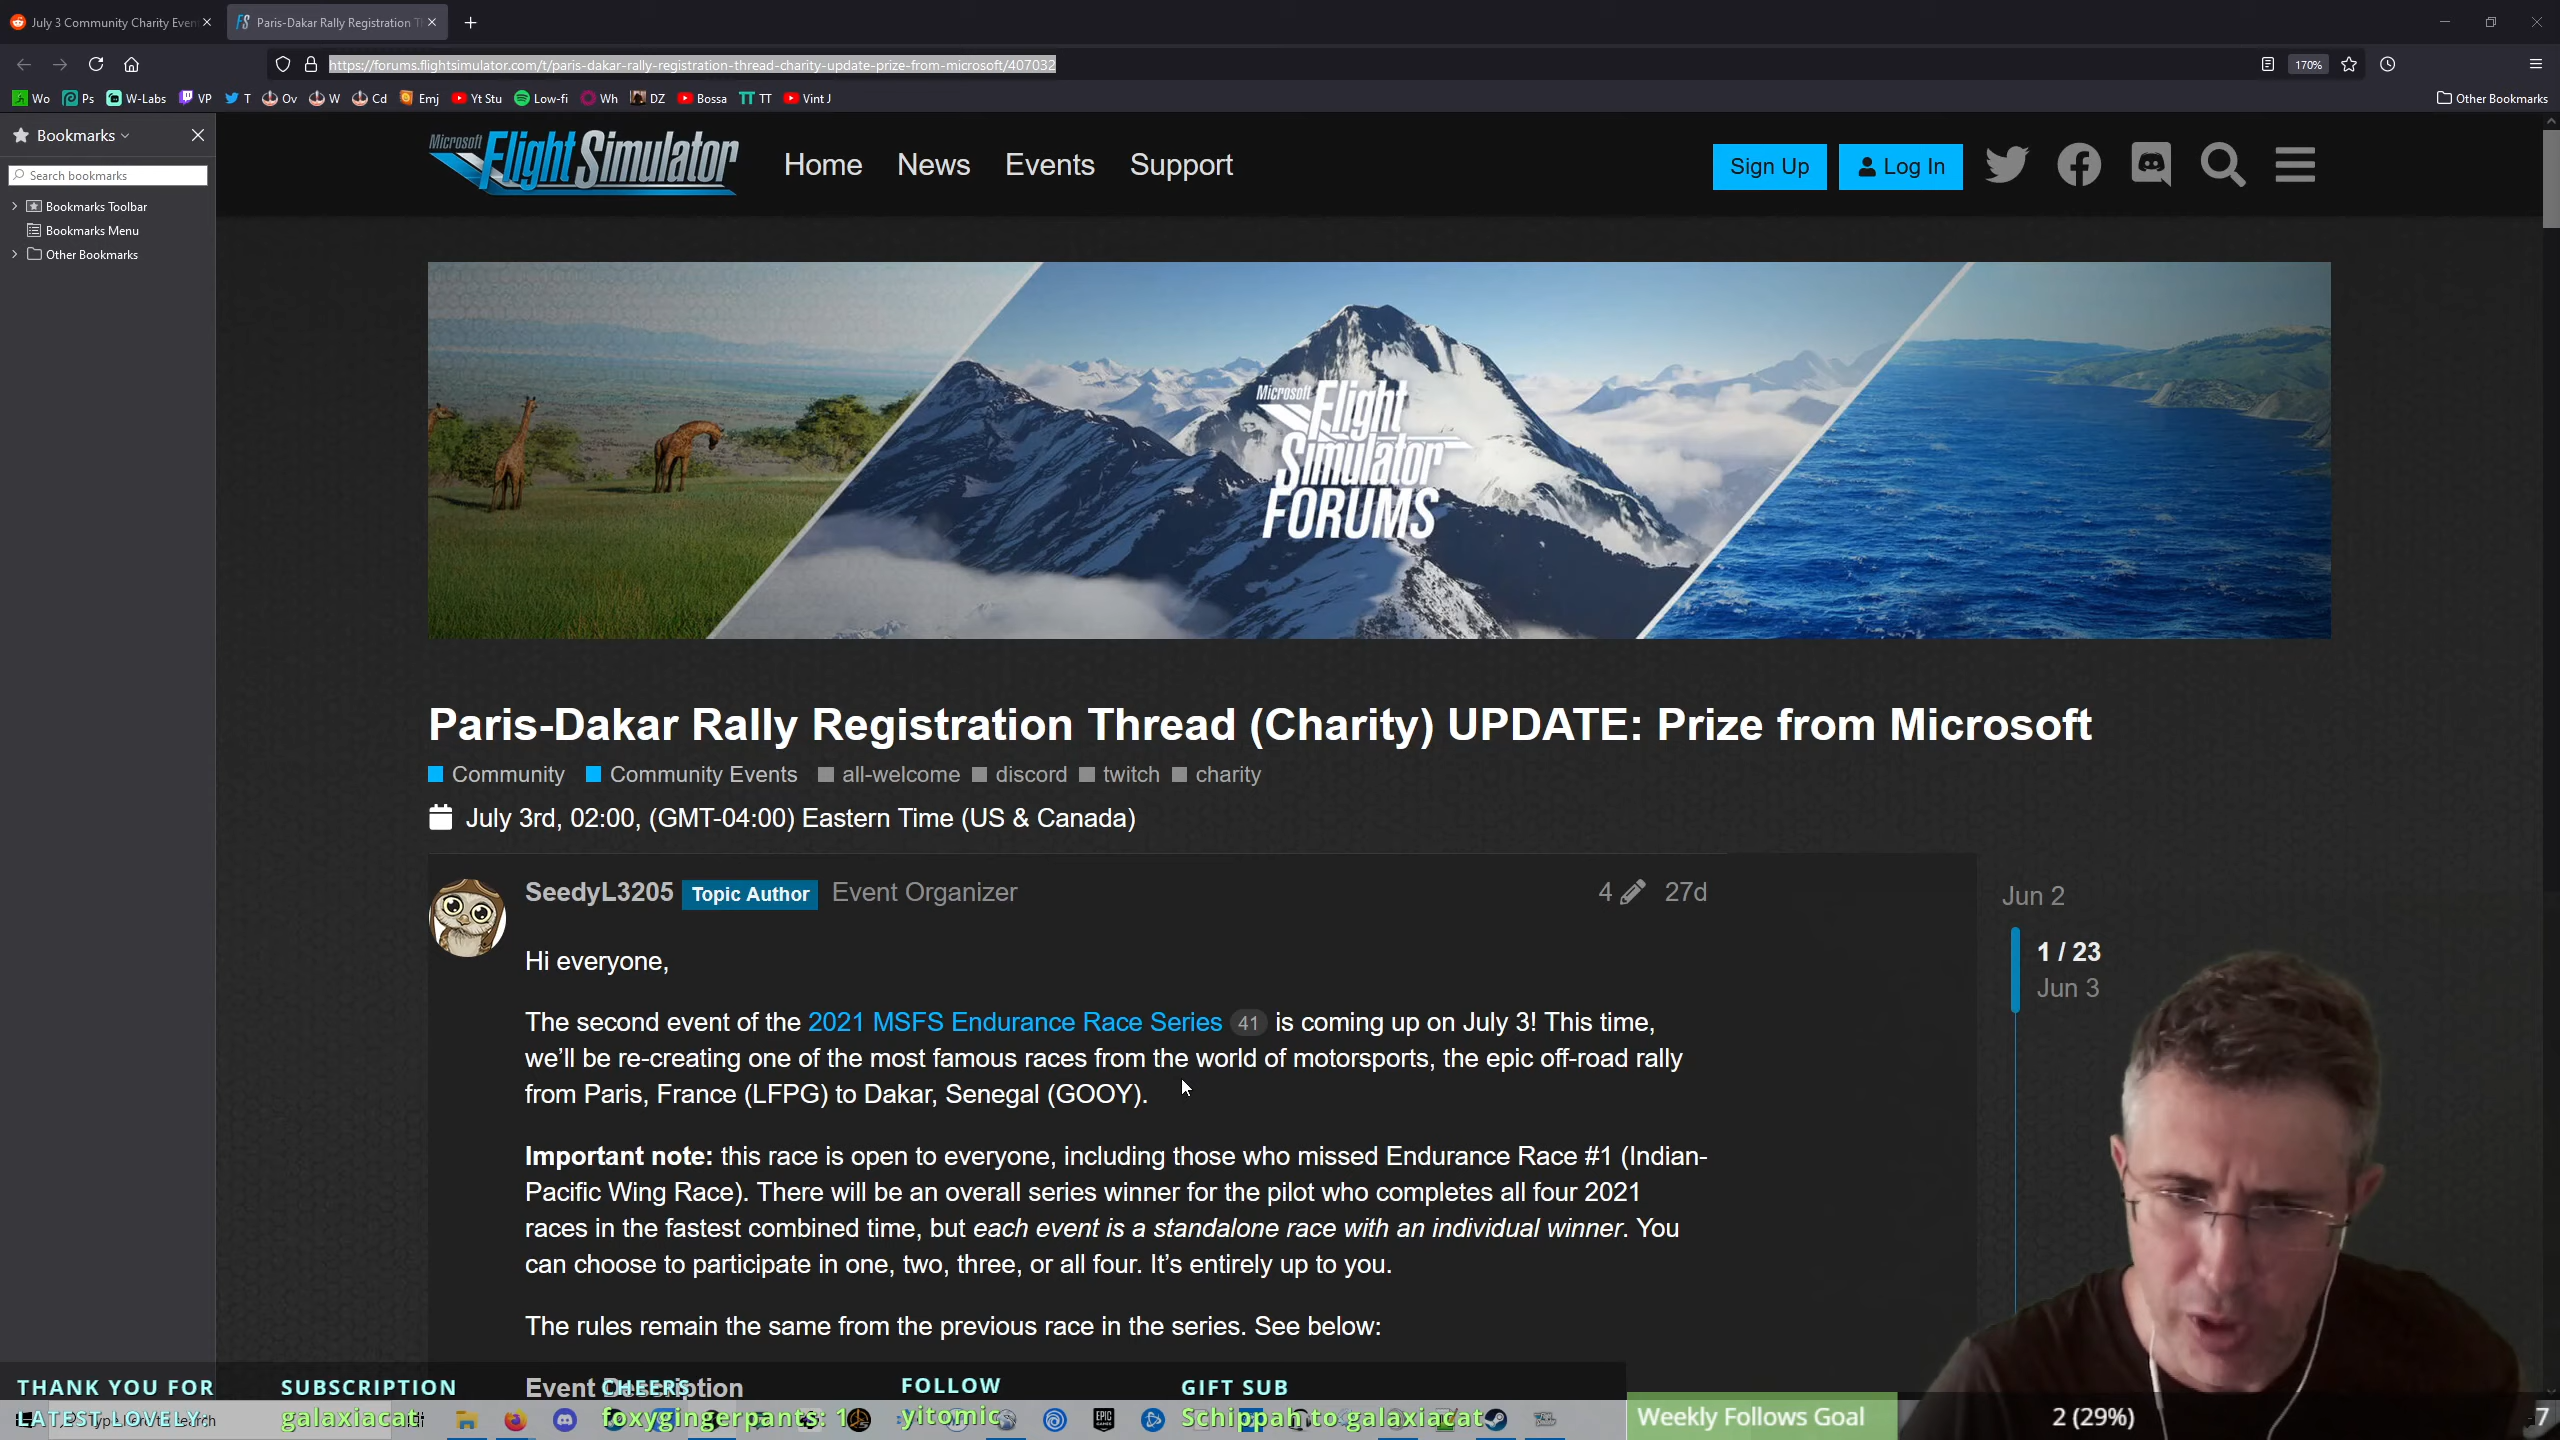 July 3 Community Charity Even
Paris-Dakar Rally Registration T
https://forums.flightsimulator.com/t/paris-dakar-rally-registration-thread-charity-update-prize-from-microsoft/407032
170%
Wo Ps W-Labs VP T Ov W Cd Emj Yt Stu Low-fi Wh DZ Bossa TT Vint J
Other Bookmarks
Bookmarks
Search bookmarks
Bookmarks Toolbar
Bookmarks Menu
Other Bookmarks
Microsoft Flight Simulator
Home News Events Support
Sign Up Log In
Microsoft
Flight
Simulator
FORUMS
Paris-Dakar Rally Registration Thread (Charity) UPDATE: Prize from Microsoft
Community Community Events all-welcome discord twitch charity
July 3rd, 02:00, (GMT-04:00) Eastern Time (US & Canada)
SeedyL3205 Topic Author Event Organizer 4 27d
Jun 2
1 / 23
Jun 3
Hi everyone,
The second event of the 2021 MSFS Endurance Race Series 41 is coming up on July 3! This time,
we'll be re-creating one of the most famous races from the world of motorsports, the epic off-road rally
from Paris, France (LFPG) to Dakar, Senegal (GOOY).
Important note: this race is open to everyone, including those who missed Endurance Race #1 (Indian-
Pacific Wing Race). There will be an overall series winner for the pilot who completes all four 2021
races in the fastest combined time, but each event is a standalone race with an individual winner. You
can choose to participate in one, two, three, or all four. It's entirely up to you.
The rules remain the same from the previous race in the series. See below:
Event Description
THANK YOU FOR SUBSCRIPTION CHEERS FOLLOW GIFT SUB
LATEST LOVELY galaxiacat foxygingerpants: 1 yitomic Schippah to galaxiacat
Weekly Follows Goal 2 (29%) 7